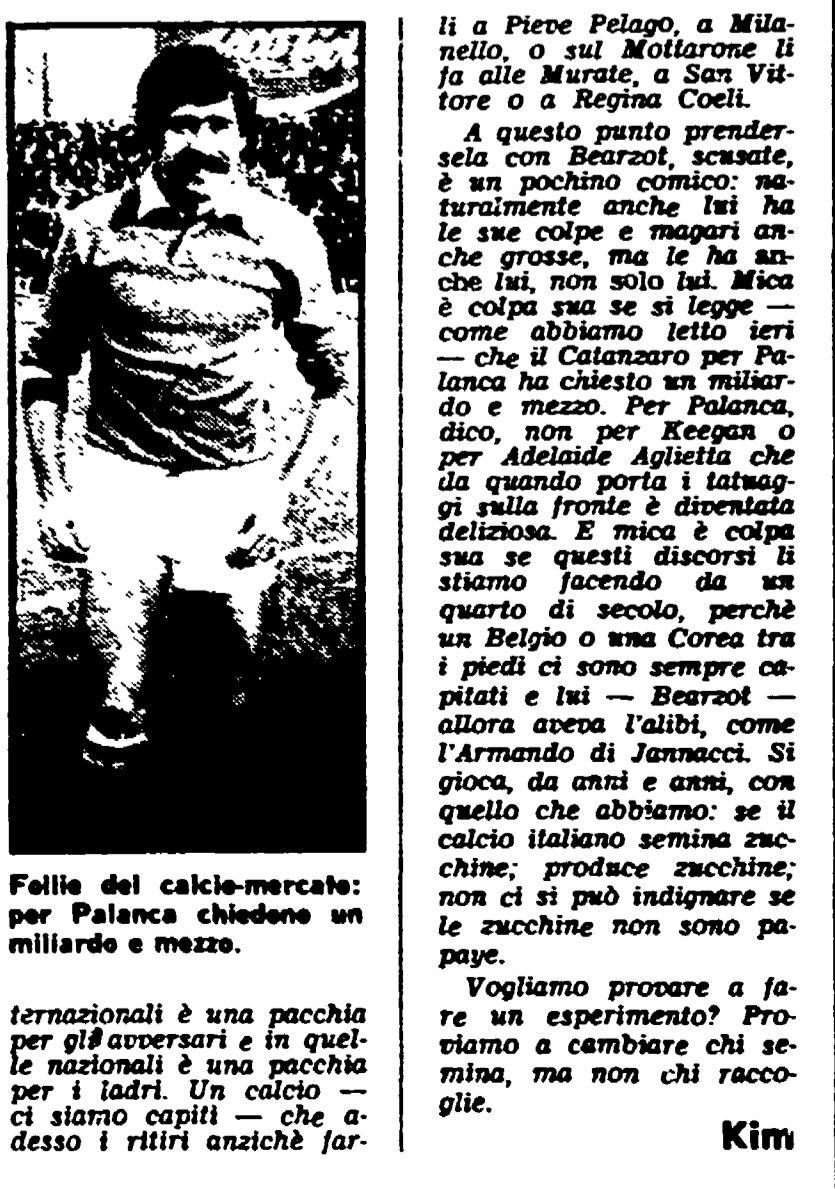 Follie del calcio-mercato:
per Palanca chiedono un
miliardo e mezzo.
ternazionali è una pacchia
per gli avversari e in quel-
le nazionali è una pacchia
per i ladri. Un calcio —
ci siamo capiti — che a-
desso i ritiri anzichè far-
li a Pieve Pelago, a Mila-
nello, o sul Mottarone li
fa alle Murate, a San Vit-
tore o a Regina Coeli.
A questo punto prender-
sela con Bearzot, scusate,
è un pochino comico: na-
turalmente anche lui ha
le sue colpe e magari an-
che grosse, ma le ha an-
che lui, non solo lui. Mica
è colpa sua se si legge —
come abbiamo letto ieri
— che il Catanzaro per Pa-
lanca ha chiesto un miliar-
do e mezzo. Per Palanca,
dico, non per Keegan o
per Adelaide Aglietta che
da quando porta i tatuag-
gi sulla fronte è diventata
deliziosa. E mica è colpa
sua se questi discorsi li
stiamo facendo da un
quarto di secolo, perchè
un Belgio o una Corea tra
i piedi ci sono sempre ca-
pitati e lui — Bearzot —
allora aveva l'alibi, come
l'Armando di Jannacci. Si
gioca, da anni e anni, con
quello che abbiamo: se il
calcio italiano semina zuc-
chine; produce zucchine;
non ci si può indignare se
le zucchine non sono pa-
paye.
Vogliamo provare a fa-
re un esperimento? Pro-
viamo a cambiare chi se-
mina, ma non chi racco-
glie.
Kim